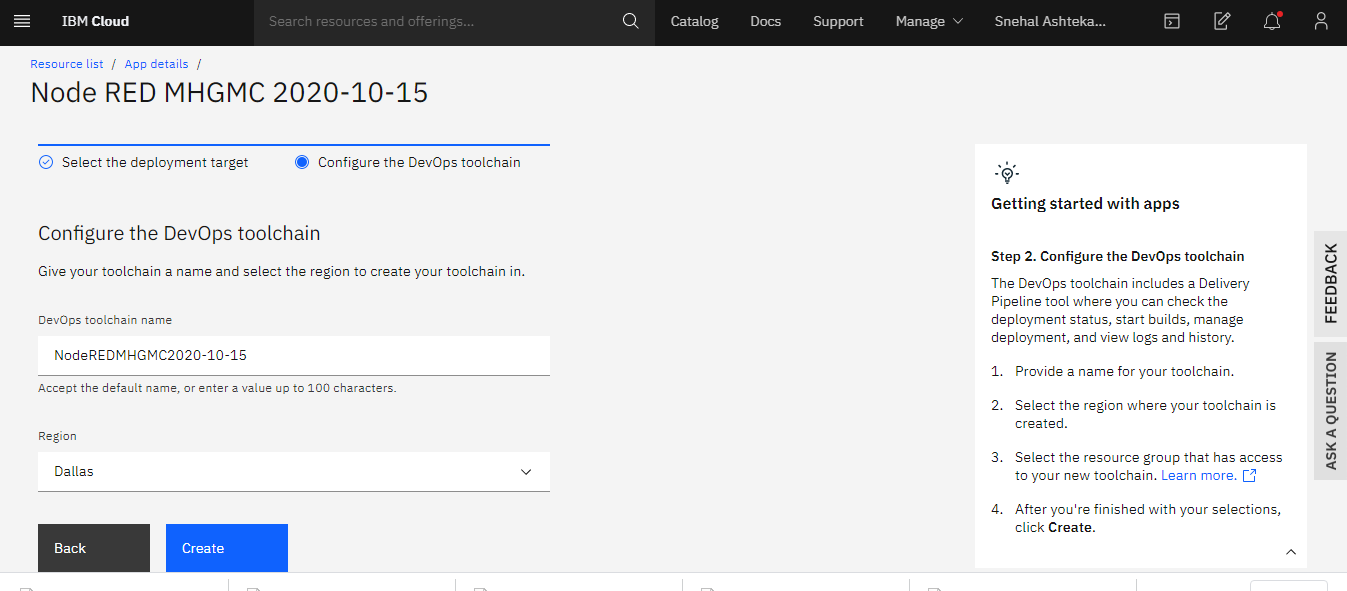 IBM Cloud
Search resources and offerings...
Catalog
Docs
Support
Manage
Snehal Ashteka...
Resource list / App details /
Node RED MHGMC 2020-10-15
Select the deployment target
Configure the DevOps toolchain
Configure the DevOps toolchain
Give your toolchain a name and select the region to create your toolchain in.
DevOps toolchain name
NodeREDMHGMC2020-10-15
Accept the default name, or enter a value up to 100 characters.
Region
Dallas
Back
Create
Getting started with apps
Step 2. Configure the DevOps toolchain
The DevOps toolchain includes a Delivery
Pipeline tool where you can check the
deployment status, start builds, manage
deployment, and view logs and history.
1. Provide a name for your toolchain.
2. Select the region where your toolchain is
created.
3. Select the resource group that has access
to your new toolchain. Learn more.
4. After you're finished with your selections,
click Create.
FEEDBACK
ASK A QUESTION